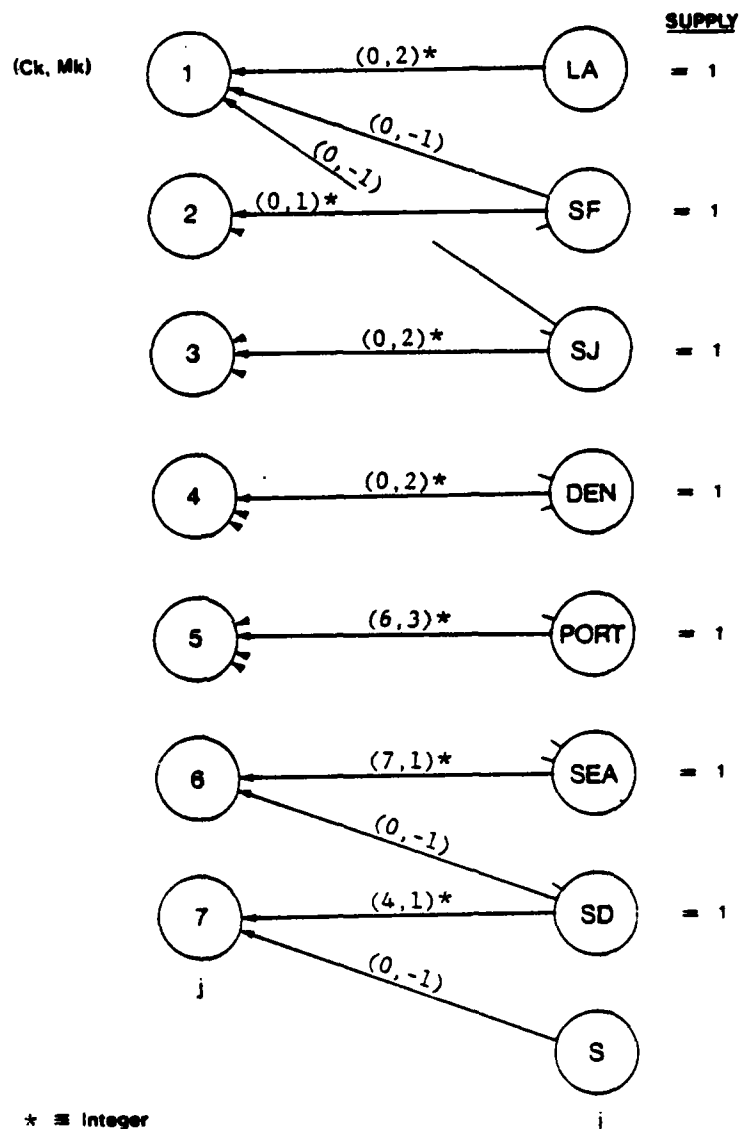 SUPPLY
(Ck, Mk) 1 (0,2)* LA = 1
(0,-1)
(0,-1)
2 (0,1)* SF = 1
3 (0,2)* SJ = 1
4 (0,2)* DEN = 1
5 (6,3)* PORT = 1
6 (7,1)* SEA = 1
(0,-1)
7 (4,1)* SD = 1
j (0,-1)
S
* ≡ Integer i